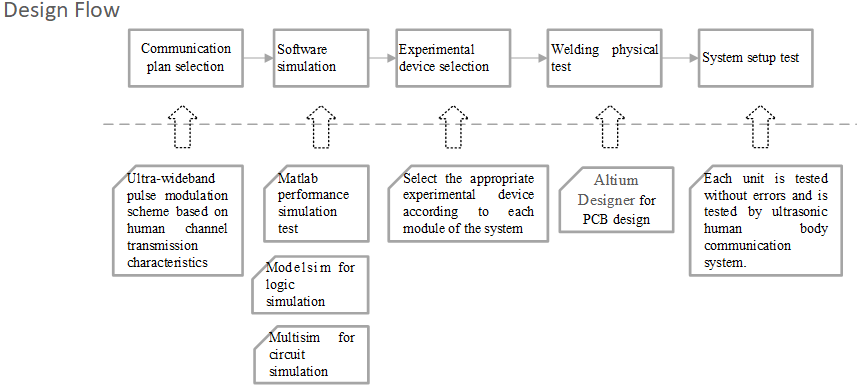 Design Flow
Communication
plan selection
Software
simulation
Experimental
device selection
Welding physical
test
System setup test
Ultra-wideband
pulse modulation
scheme based on
human channel
transmission
characteristics
Matlab
performance
simulation
test
Modelsim for
logic
simulation
Multisim for
circuit
simulation
Select the appropriate
experimental device
according to each
module of the system
Altium
Designer for
PCB design
Each unit is tested
without errors and is
tested by ultrasonic
human body
communication
system.